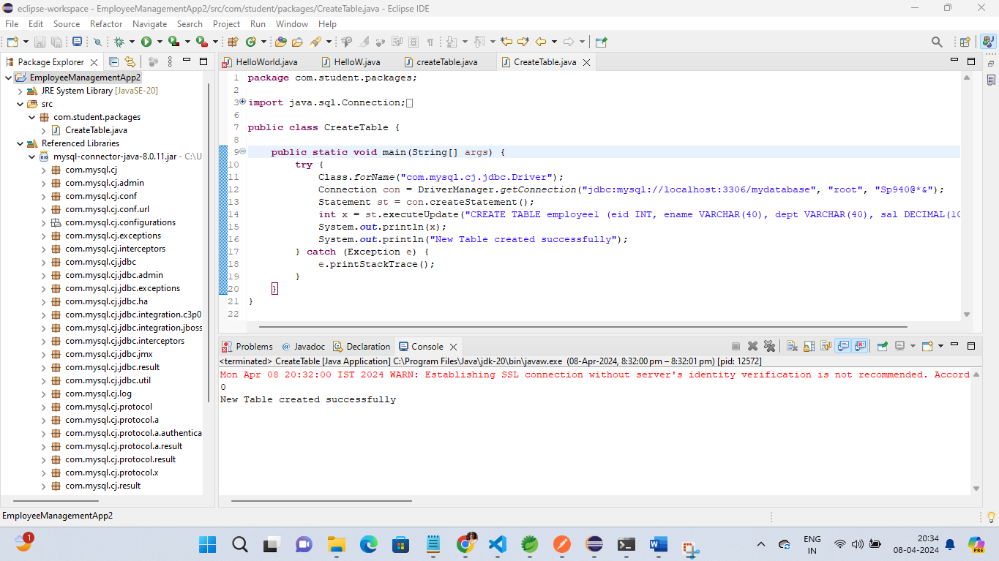 eclipse-workspace - EmployeeManagementApp2/src/com/student/packages/CreateTable.java - Eclipse IDE
File Edit Source Refactor Navigate Search Project Run Window Help
Package Explorer
EmployeeManagementApp2
JRE System Library [JavaSE-20]
src
com.student.packages
CreateTable.java
Referenced Libraries
mysql-connector-java-8.0.11.jar - C:\U
com.mysql.cj
com.mysql.cj.admin
com.mysql.cj.conf
com.mysql.cj.conf.url
com.mysql.cj.configurations
com.mysql.cj.exceptions
com.mysql.cj.interceptors
com.mysql.cj.jdbc
com.mysql.cj.jdbc.admin
com.mysql.cj.jdbc.exceptions
com.mysql.cj.jdbc.ha
com.mysql.cj.jdbc.integration.c3p0
com.mysql.cj.jdbc.integration.jboss
com.mysql.cj.jdbc.interceptors
com.mysql.cj.jdbc.jmx
com.mysql.cj.jdbc.result
com.mysql.cj.jdbc.util
com.mysql.cj.log
com.mysql.cj.protocol
com.mysql.cj.protocol.a
com.mysql.cj.protocol.a.authentica
com.mysql.cj.protocol.a.result
com.mysql.cj.protocol.result
com.mysql.cj.protocol.x
com.mysql.cj.result
HelloWorld.java HelloW.java createTable.java CreateTable.java
1 package com.student.packages;
2
3 import java.sql.Connection;
6
7 public class CreateTable {
8
9 public static void main(String[] args) {
10 try {
11 Class.forName("com.mysql.cj.jdbc.Driver");
12 Connection con = DriverManager.getConnection("jdbc:mysql://localhost:3306/mydatabase", "root", "Sp940@*&");
13 Statement st = con.createStatement();
14 int x = st.executeUpdate("CREATE TABLE employee1 (eid INT, ename VARCHAR(40), dept VARCHAR(40), sal DECIMAL(10
15 System.out.println(x);
16 System.out.println("New Table created successfully");
17 } catch (Exception e) {
18 e.printStackTrace();
19 }
20 }
21 }
22
Problems @ Javadoc Declaration Console
<terminated> CreateTable [Java Application] C:\Program Files\Java\jdk-20\bin\javaw.exe (08-Apr-2024, 8:32:00 pm – 8:32:01 pm) [pid: 12572]
Mon Apr 08 20:32:00 IST 2024 WARN: Establishing SSL connection without server's identity verification is not recommended. Accord
0
New Table created successfully
EmployeeManagementApp2
1
ENG
IN
20:34
08-04-2024
PRE